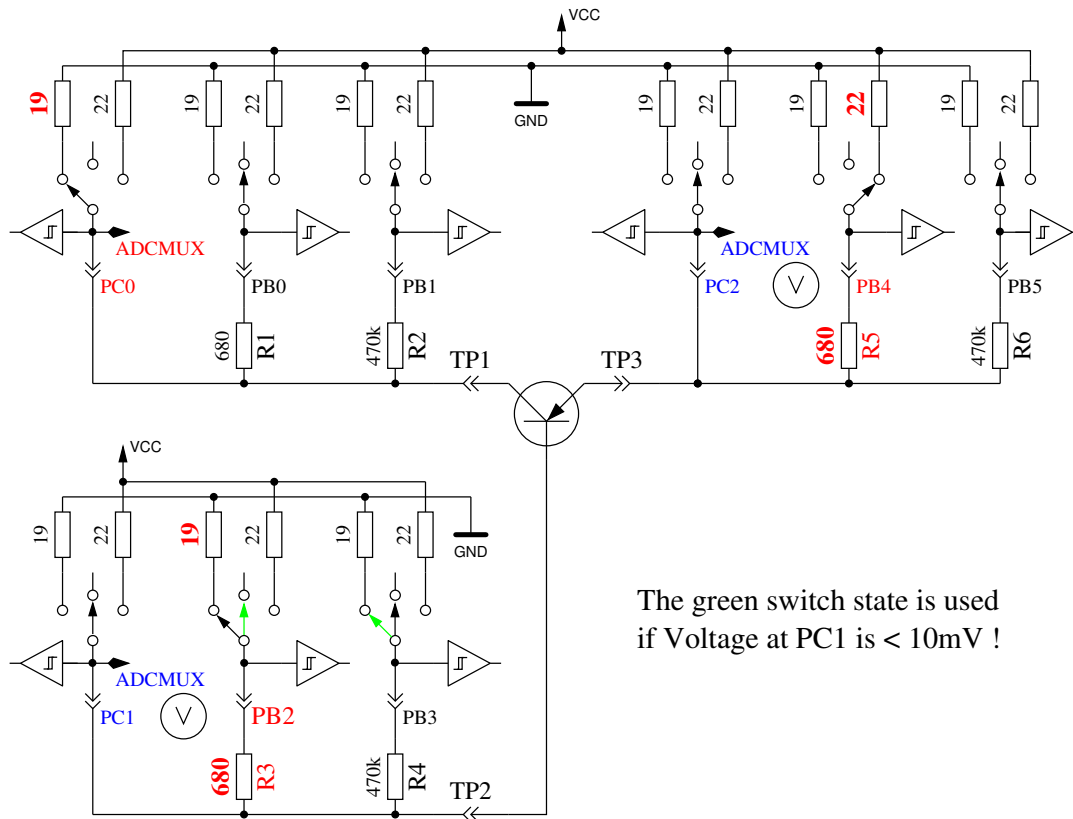 VCC
19
22
19
22
19
22
GND
19
22
19
22
19
22
ADCMUX
PC0
PB0
PB1
ADCMUX
PC2
V
PB4
PB5
680
R1
470k
R2
TP1
TP3
680
R5
470k
R6
VCC
19
22
19
22
19
22
GND
The green switch state is used
if Voltage at PC1 is < 10mV !
ADCMUX
PC1
V
PB2
PB3
680
R3
470k
R4
TP2